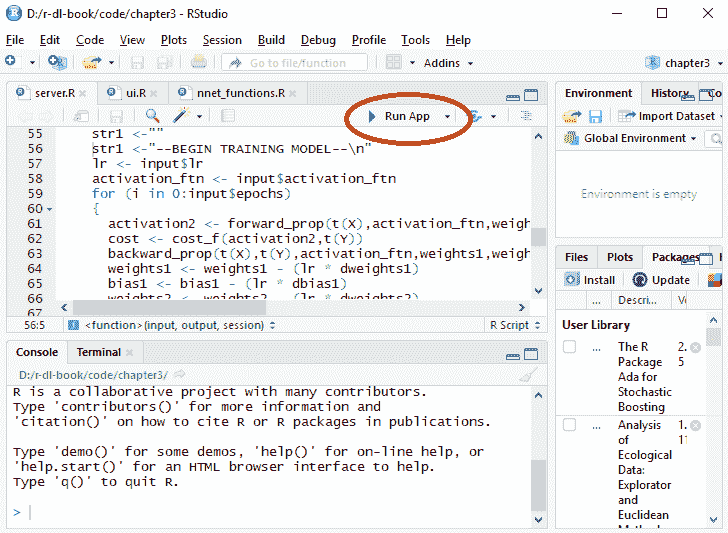 D:/r-dl-book/code/chapter3 - RStudio
File Edit Code View Plots Session Build Debug Profile Tools Help
Go to file/function Addins chapter3
server.R ui.R nnet_functions.R
Run App
55 str1 <-""
56 str1 <-"--BEGIN TRAINING MODEL--\n"
57 lr <- input$lr
58 activation_ftn <- input$activation_ftn
59 for (i in 0:input$epochs)
60 {
61 activation2 <- forward_prop(t(X),activation_ftn,weigh
62 cost <- cost_f(activation2,t(Y))
63 backward_prop(t(X),t(Y),activation_ftn,weights1,weigh
64 weights1 <- weights1 - (lr * dweights1)
65 bias1 <- bias1 - (lr * dbias1)
66 weights2 <- weights2 - (lr * dweights2)
67
56:5 <function>(input, output, session) R Script
Console Terminal
D:/r-dl-book/code/chapter3/
R is a collaborative project with many contributors.
Type 'contributors()' for more information and
'citation()' on how to cite R or R packages in publications.
Type 'demo()' for some demos, 'help()' for on-line help, or
'help.start()' for an HTML browser interface to help.
Type 'q()' to quit R.
>
Environment History Co
Import Dataset
Global Environment
Environment is empty
Files Plots Packages
Install Update
... Descri... Ve
User Library
... The R 2.
Package 5
Ada for
Stochastic
Boosting
... Analysis 1.
of 11
Ecological
Data:
Explorator
and
Euclidean